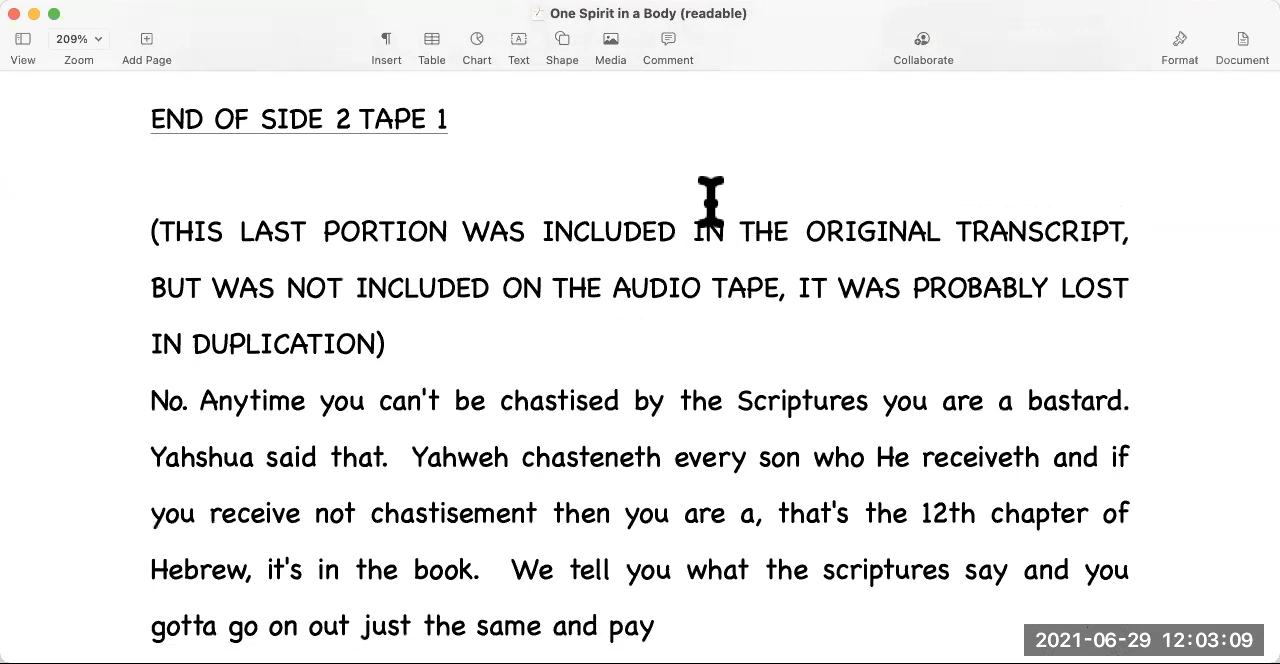 One Spirit in a Body (readable)
209%
View
Zoom
Add Page
Insert
Table
Chart
Text
Shape
Media
Comment
Collaborate
Format
Document
END OF SIDE 2 TAPE 1
(THIS LAST PORTION WAS INCLUDED IN THE ORIGINAL TRANSCRIPT,
BUT WAS NOT INCLUDED ON THE AUDIO TAPE, IT WAS PROBABLY LOST
IN DUPLICATION)
No. Anytime you can't be chastised by the Scriptures you are a bastard.
Yahshua said that. Yahweh chasteneth every son who He receiveth and if
you receive not chastisement then you are a, that's the 12th chapter of
Hebrew, it's in the book. We tell you what the scriptures say and you
gotta go on out just the same and pay
2021-06-29 12:03:09